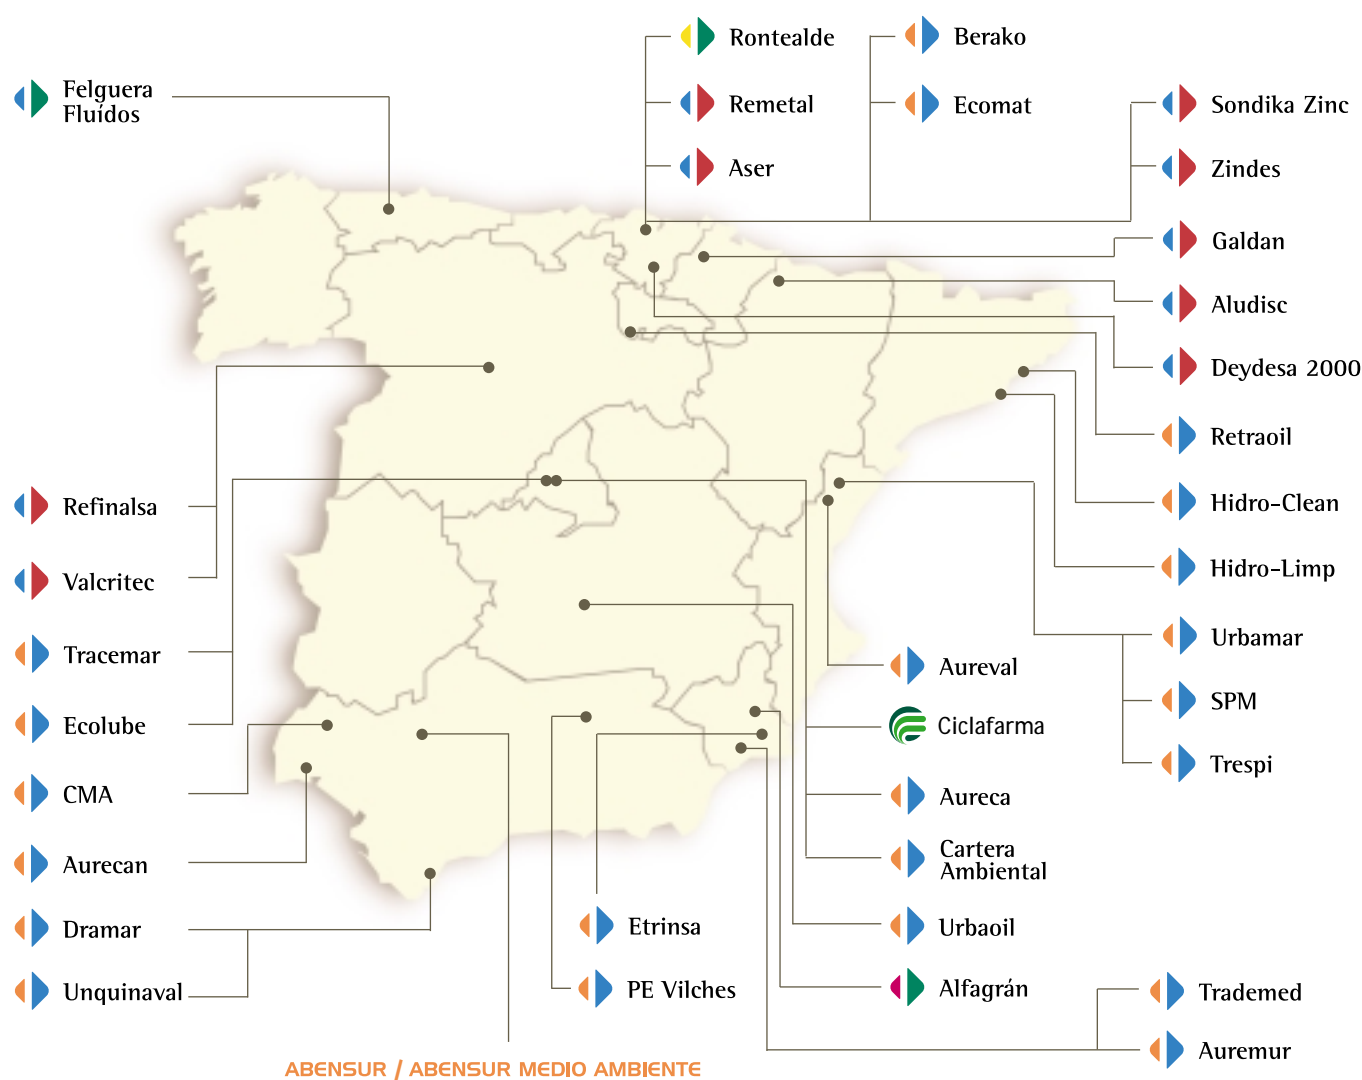 Rontealde
Berako
Felguera
Fluídos
Remetal
Ecomat
Sondika Zinc
Aser
Zindes
Galdan
Aludisc
Deydesa 2000
Retraoil
Refinalsa
Hidro-Clean
Valcritec
Hidro-Limp
Tracemar
Urbamar
Aureval
Ecolube
SPM
Ciclafarma
Trespi
CMA
Aureca
Aurecan
Cartera
Ambiental
Dramar
Etrinsa
Urbaoil
Unquinaval
PE Vilches
Alfagrán
Trademed
Auremur
ABENSUR / ABENSUR MEDIO AMBIENTE